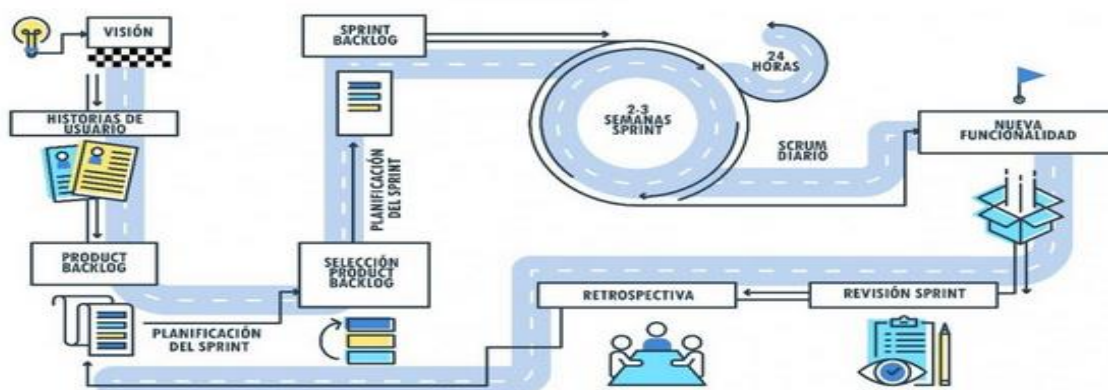 VISIÓN
HISTORIAS DE
USUARIO
PRODUCT
BACKLOG
PLANIFICACIÓN
DEL SPRINT
SELECCIÓN
PRODUCT
BACKLOG
PLANIFICACIÓN
DEL SPRINT
SPRINT
BACKLOG
2-3
SEMANAS
SPRINT
24
HORAS
SCRUM
DIARIO
NUEVA
FUNCIONALIDAD
REVISIÓN SPRINT
RETROSPECTIVA